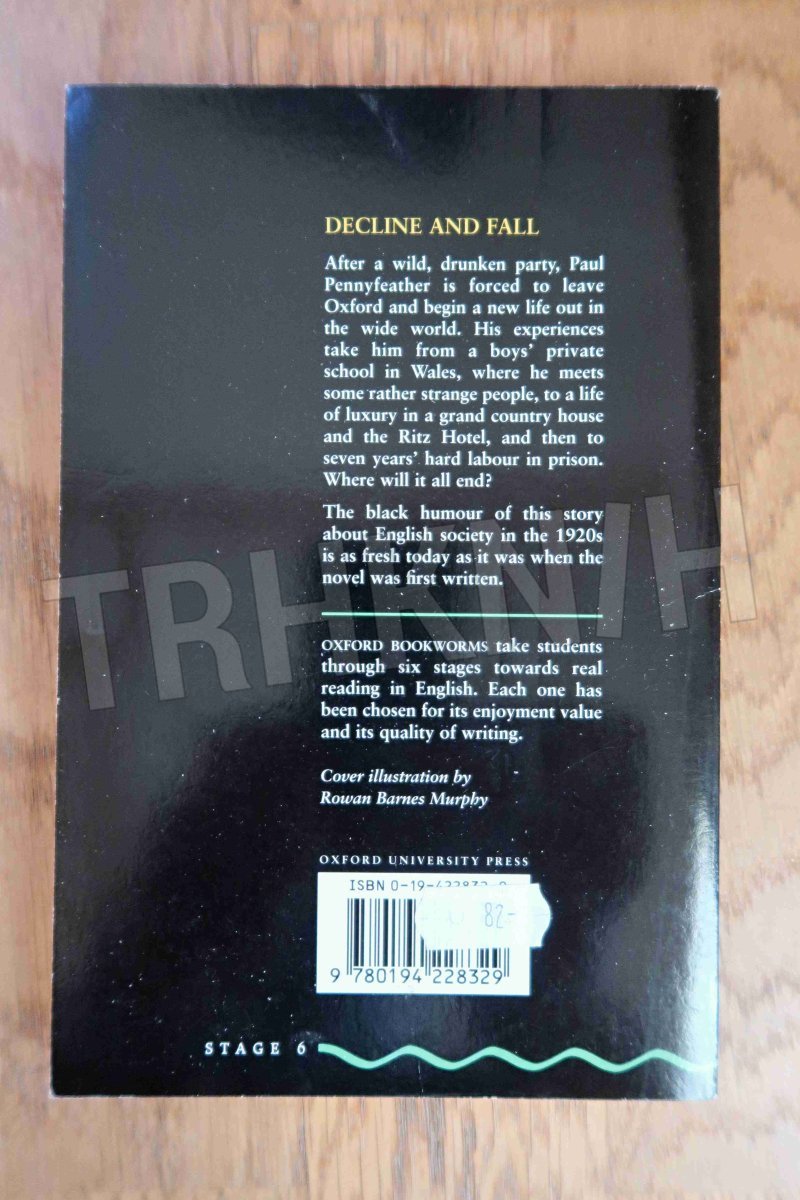 DECLINE AND FALL
After a wild, drunken party, Paul
Pennyfeather is forced to leave
Oxford and begin a new life out in
the wide world. His experiences
take him from a boys' private
school in Wales, where he meets
some rather strange people, to a life
of luxury in a grand country house
and the Ritz Hotel, and then to
seven years' hard labour in prison.
Where will it all end?
The black humour of this story
about English society in the 1920s
is as fresh today as it was when the
novel was first written.
TRHKNIH
OXFORD BOOKWORMS take students
through six stages towards real
reading in English. Each one has
been chosen for its enjoyment value
and its quality of writing.
Cover illustration by
Rowan Barnes Murphy
OXFORD UNIVERSITY PRESS
ISBN 0-19-
82-
9 780194 228329
STAGE 6